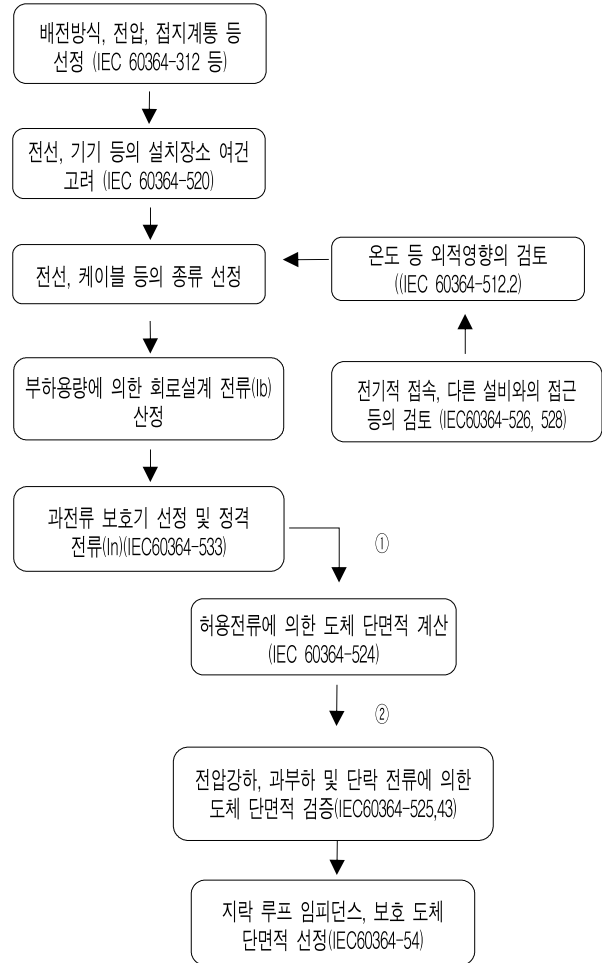 배전방식, 전압, 접지계통 등
선정 (IEC 60364-312 등)
전선, 기기 등의 설치장소 여건
고려 (IEC 60364-520)
전선, 케이블 등의 종류 선정
온도 등 외적영향의 검토
((IEC 60364-512.2)
부하용량에 의한 회로설계 전류(Ib)
산정
전기적 접속, 다른 설비와의 접근
등의 검토 (IEC60364-526, 528)
과전류 보호기 선정 및 정격
전류(In)(IEC60364-533)
①
허용전류에 의한 도체 단면적 계산
(IEC 60364-524)
②
전압강하, 과부하 및 단락 전류에 의한
도체 단면적 검증(IEC60364-525,43)
지락 루프 임피던스, 보호 도체
단면적 선정(IEC60364-54)